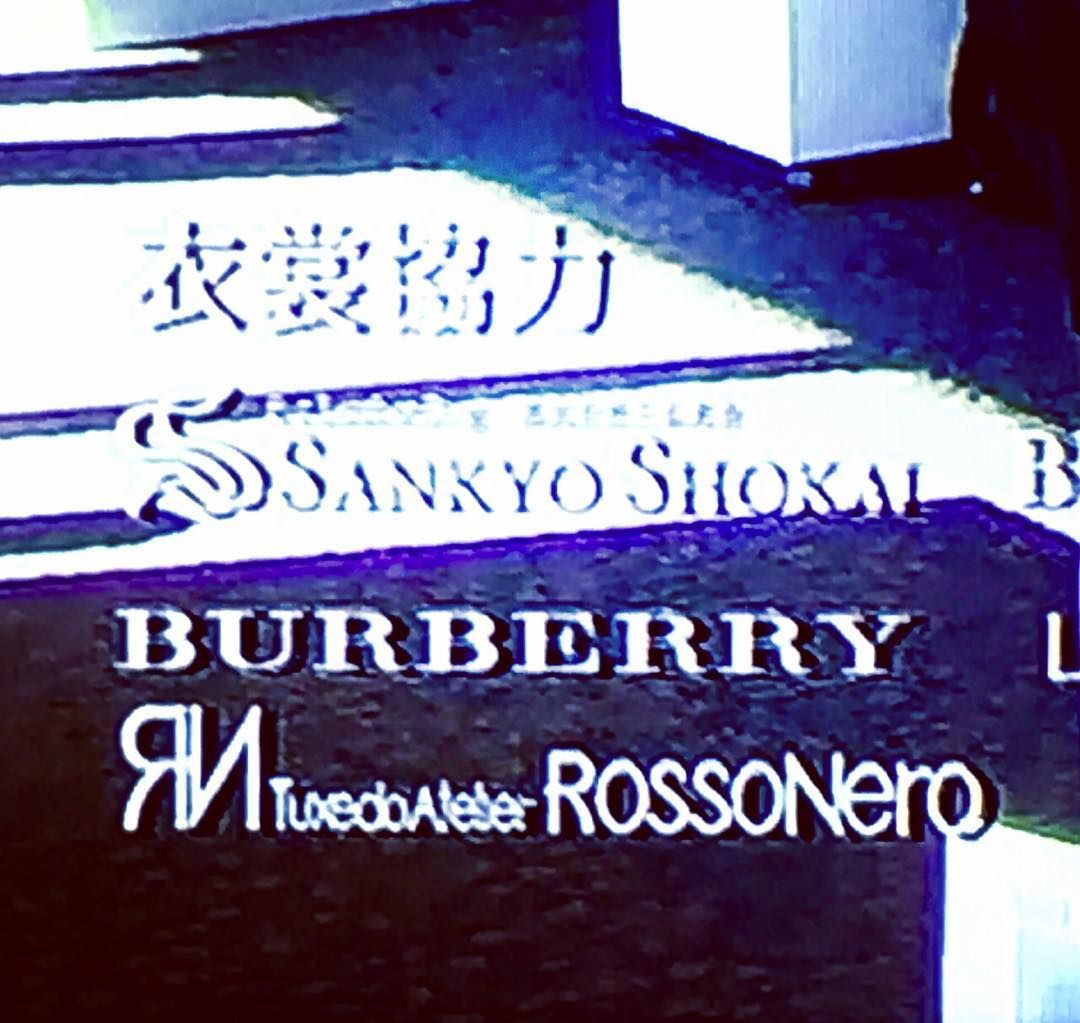 衣裳協力
SANKYO SHOKAI B
BURBERRY L
RN TuxedoAtelier RossoNero